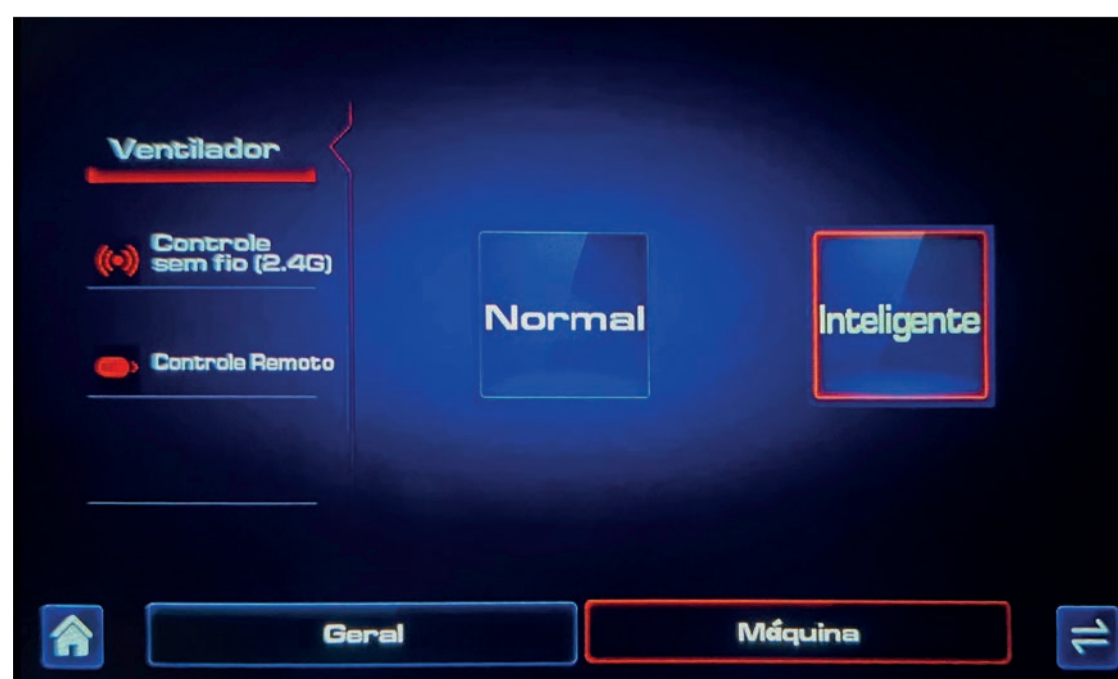 Ventilador
Controle
sem fio (2.4G)
Controle Remoto
Normal
Inteligente
Geral
Máquina